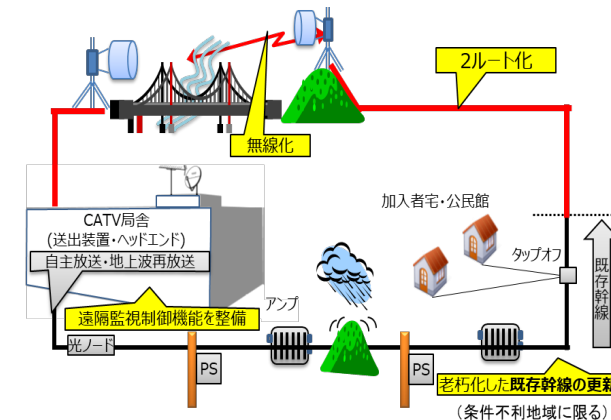 2ルート化
無線化
CATV局舎
(送出装置・ヘッドエンド)
自主放送・地上波再放送
遠隔監視制御機能を整備
加入者宅・公民館
タップオフ
既存幹線
アンプ
光ノード
PS
PS
老朽化した既存幹線の更新
(条件不利地域に限る)